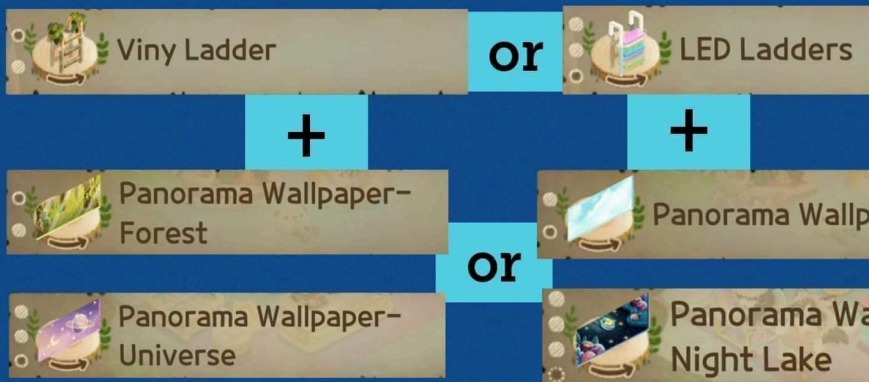 Viny Ladder
or
LED Ladders
+
+
Panorama Wallpaper-
Forest
Panorama Wallp
or
Panorama Wallpaper-
Universe
Panorama Wa
Night Lake